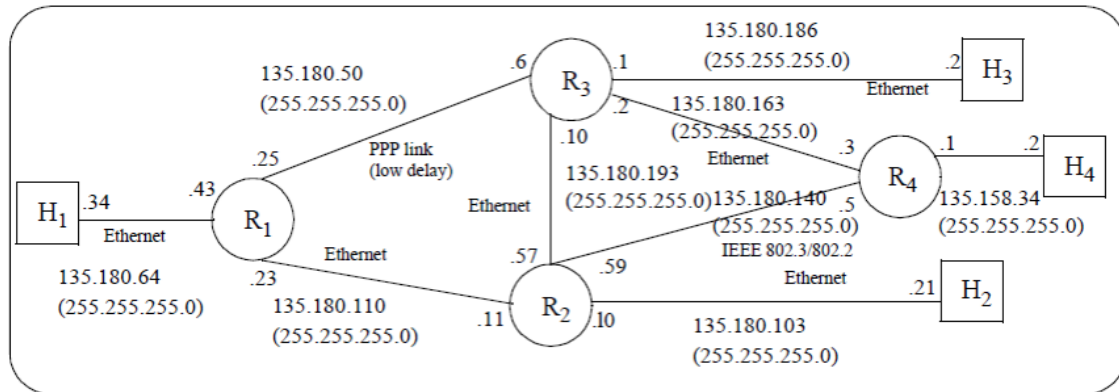 135.180.186
(255.255.255.0)
135.180.50
(255.255.255.0)
.6
R3
.1
.2
H3
Ethernet
135.180.163
(255.255.255.0)
.2
.10
Ethernet
.3
.1
.2
H4
R4
PPP link
(low delay)
.25
135.180.193
(255.255.255.0)
135.180.140
(255.255.255.0)
.5
IEEE 802.3/802.2
135.158.34
(255.255.255.0)
H1
.34
.43
R1
Ethernet
Ethernet
Ethernet
.57
.59
Ethernet
135.180.64
(255.255.255.0)
.23
135.180.110
(255.255.255.0)
.11
R2
.10
.21
H2
135.180.103
(255.255.255.0)